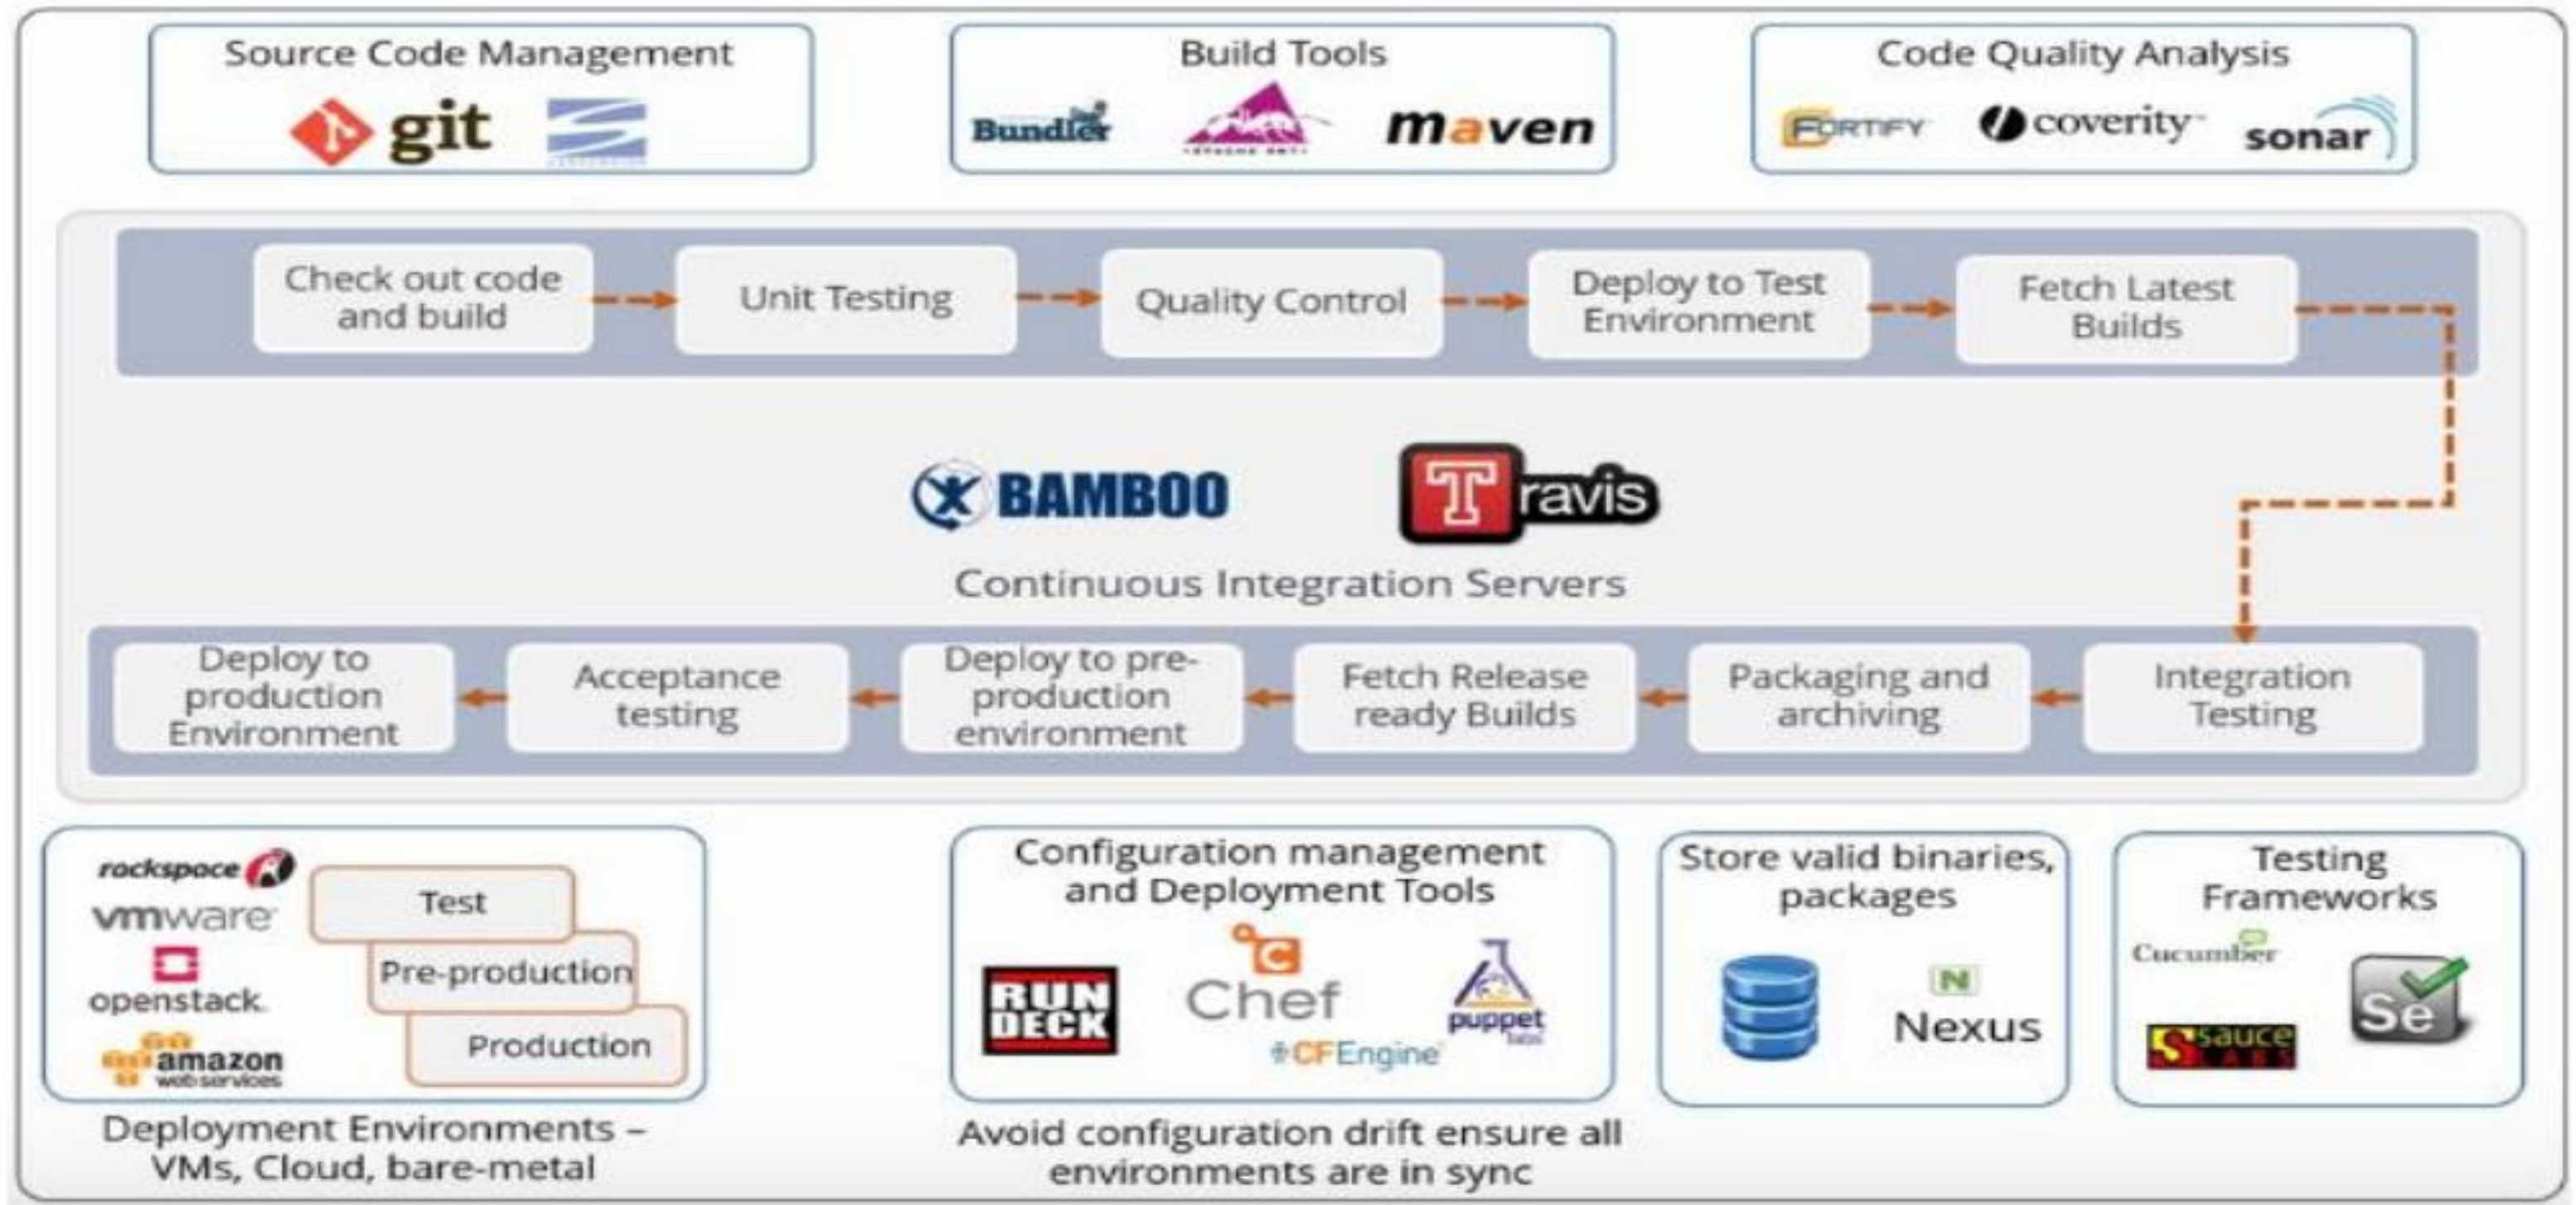 Source Code Management
git
Build Tools
Bundler
APACHE ANT
maven
Code Quality Analysis
FORTIFY
coverity
sonar
Check out code
and build
Unit Testing
Quality Control
Deploy to Test
Environment
Fetch Latest
Builds
BAMBOO
Travis
Continuous Integration Servers
Deploy to
production
Environment
Acceptance
testing
Deploy to pre-
production
environment
Fetch Release
ready Builds
Packaging and
archiving
Integration
Testing
rackspace
vmware
openstack.
amazon
webservices
Test
Pre-production
Production
Deployment Environments –
VMs, Cloud, bare-metal
Configuration management
and Deployment Tools
RUN
DECK
Chef
puppet
labs
CFEngine
Avoid configuration drift ensure all
environments are in sync
Store valid binaries,
packages
N
Nexus
Testing
Frameworks
Cucumber
sauce
LABS
Se